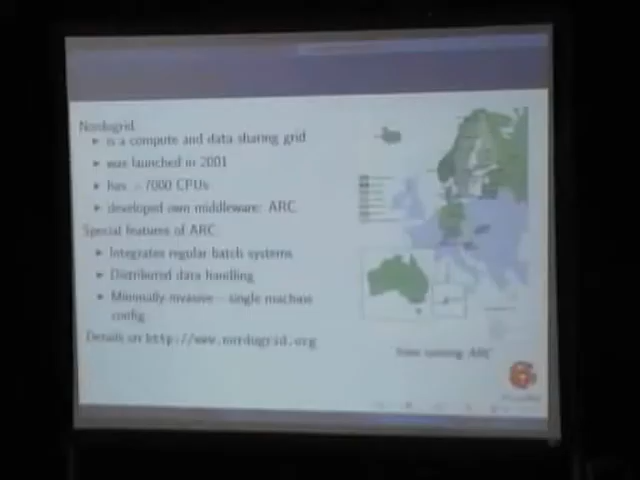 Nordugrid
▶ is a compute and data sharing grid
▶ was launched in 2001
▶ has ~ 7000 CPUs
▶ developed own middleware: ARC
Special features of ARC
▶ Integrates regular batch systems
▶ Distributed data handling
▶ Minimally invasive – single machine
config
Details on http://www.nordugrid.org
running ARC